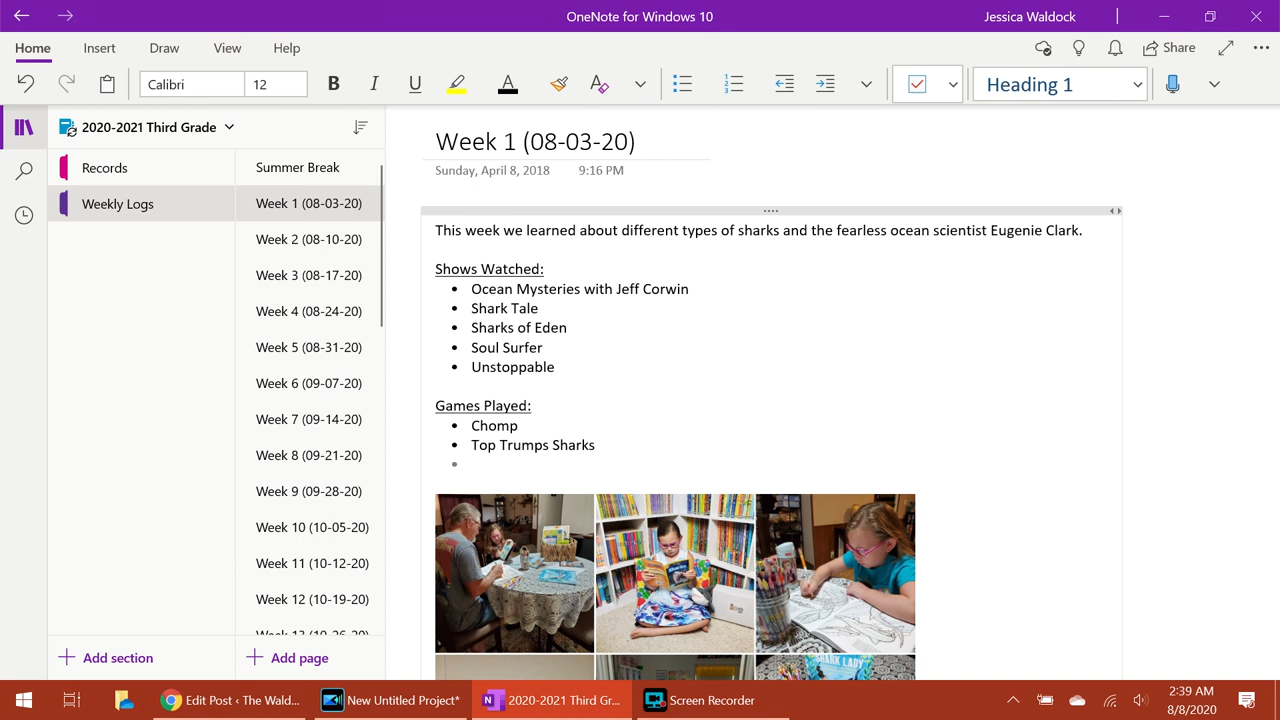 OneNote for Windows 10
Jessica Waldock
Home Insert Draw View Help
Share
Calibri 12 B I U A A Heading 1
2020-2021 Third Grade
Records
Weekly Logs
Summer Break
Week 1 (08-03-20)
Week 2 (08-10-20)
Week 3 (08-17-20)
Week 4 (08-24-20)
Week 5 (08-31-20)
Week 6 (09-07-20)
Week 7 (09-14-20)
Week 8 (09-21-20)
Week 9 (09-28-20)
Week 10 (10-05-20)
Week 11 (10-12-20)
Week 12 (10-19-20)
Week 13 (10-26-20)
Add section
Add page
Week 1 (08-03-20)
Sunday, April 8, 2018 9:16 PM
This week we learned about different types of sharks and the fearless ocean scientist Eugenie Clark.
Shows Watched:
• Ocean Mysteries with Jeff Corwin
• Shark Tale
• Sharks of Eden
• Soul Surfer
• Unstoppable
Games Played:
• Chomp
• Top Trumps Sharks
•
SHARK LADY
Edit Post ‹ The Wald...
New Untitled Project*
2020-2021 Third Gr...
Screen Recorder
2:39 AM
8/8/2020